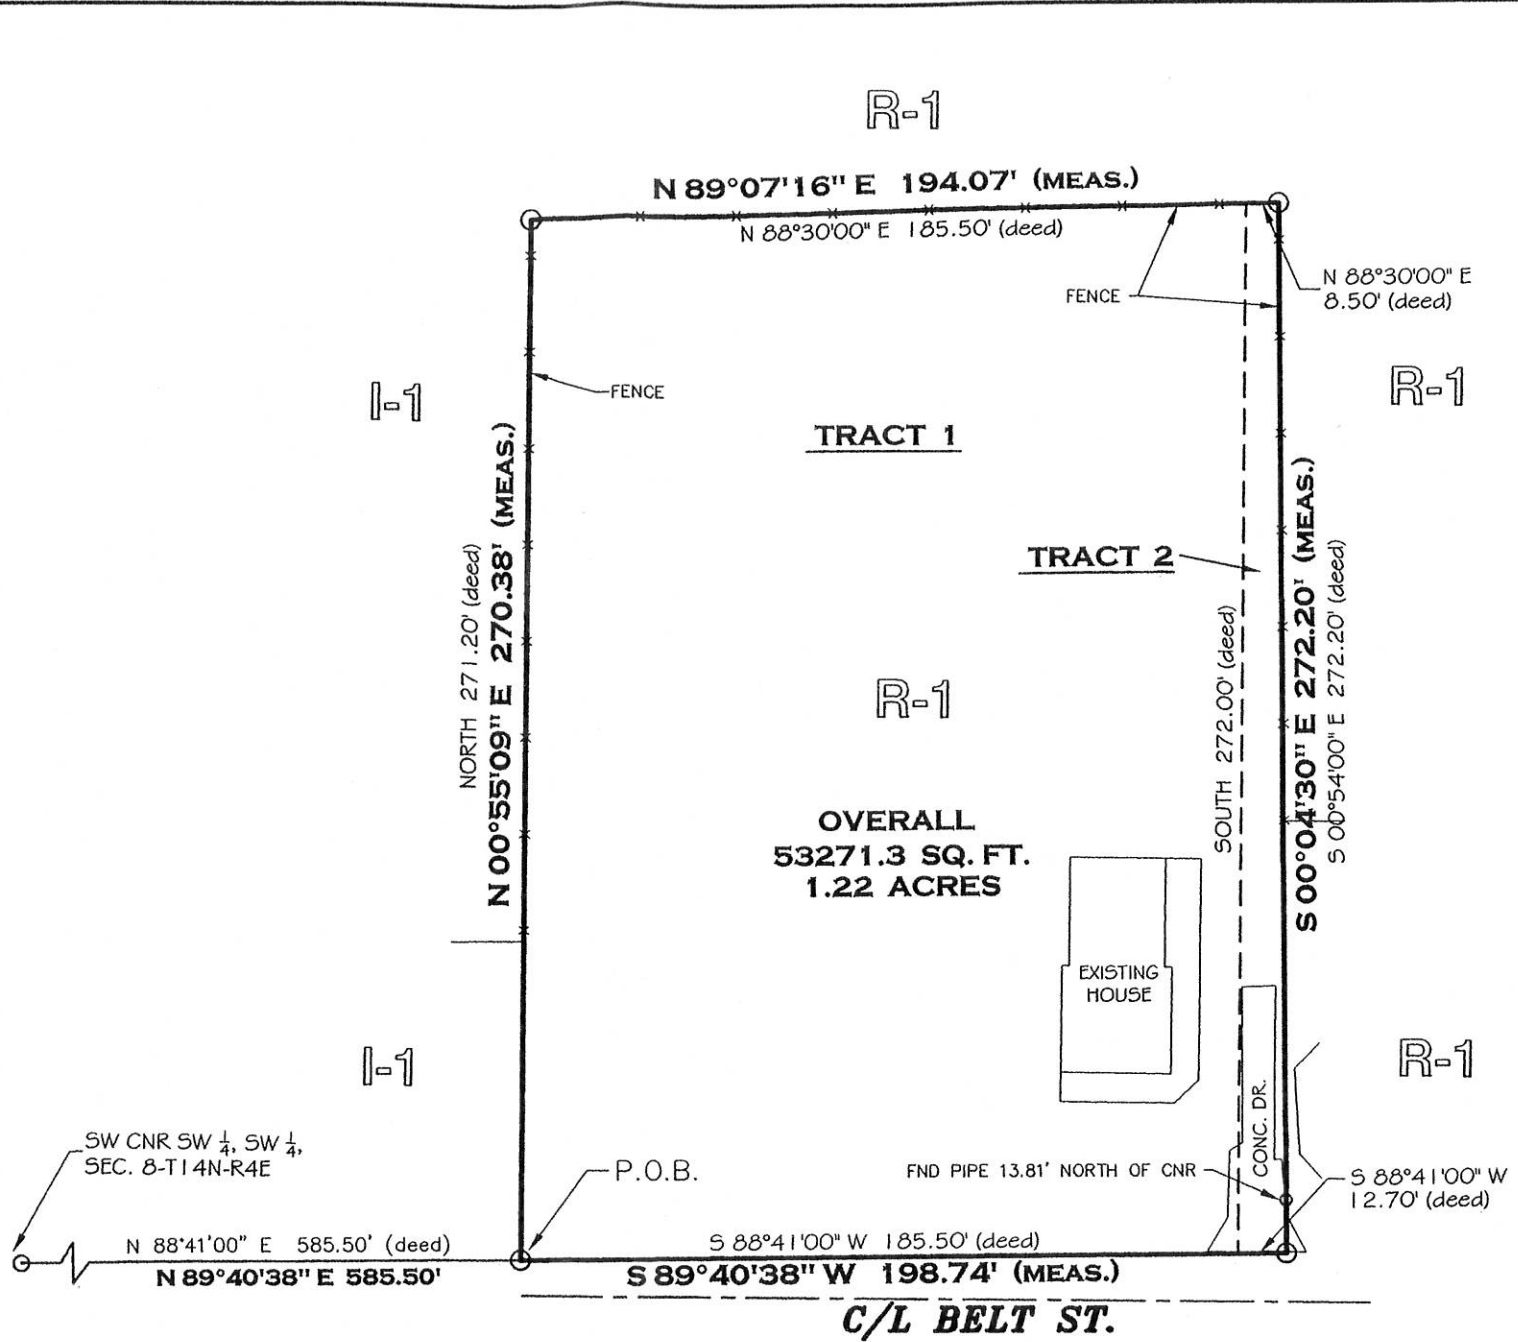 R-1
N 89°07'16" E 194.07' (MEAS.)
N 88°30'00" E 185.50' (deed)
N 88°30'00" E
8.50' (deed)
FENCE
FENCE
I-1
R-1
TRACT 1
TRACT 2
NORTH 271.20' (deed)
N 00°55'09" E 270.38' (MEAS.)
SOUTH 272.00' (deed)
S 00°04'30" E 272.20' (MEAS.)
S 00°54'00" E 272.20' (deed)
R-1
OVERALL
53271.3 SQ. FT.
1.22 ACRES
EXISTING
HOUSE
I-1
R-1
CONC. DR.
SW CNR SW 1/4, SW 1/4,
SEC. 8-T14N-R4E
P.O.B.
FND PIPE 13.81' NORTH OF CNR
S 88°41'00" W
12.70' (deed)
N 88°41'00" E 585.50' (deed)
N 89°40'38" E 585.50'
S 88°41'00" W 185.50' (deed)
S 89°40'38" W 198.74' (MEAS.)
C/L BELT ST.